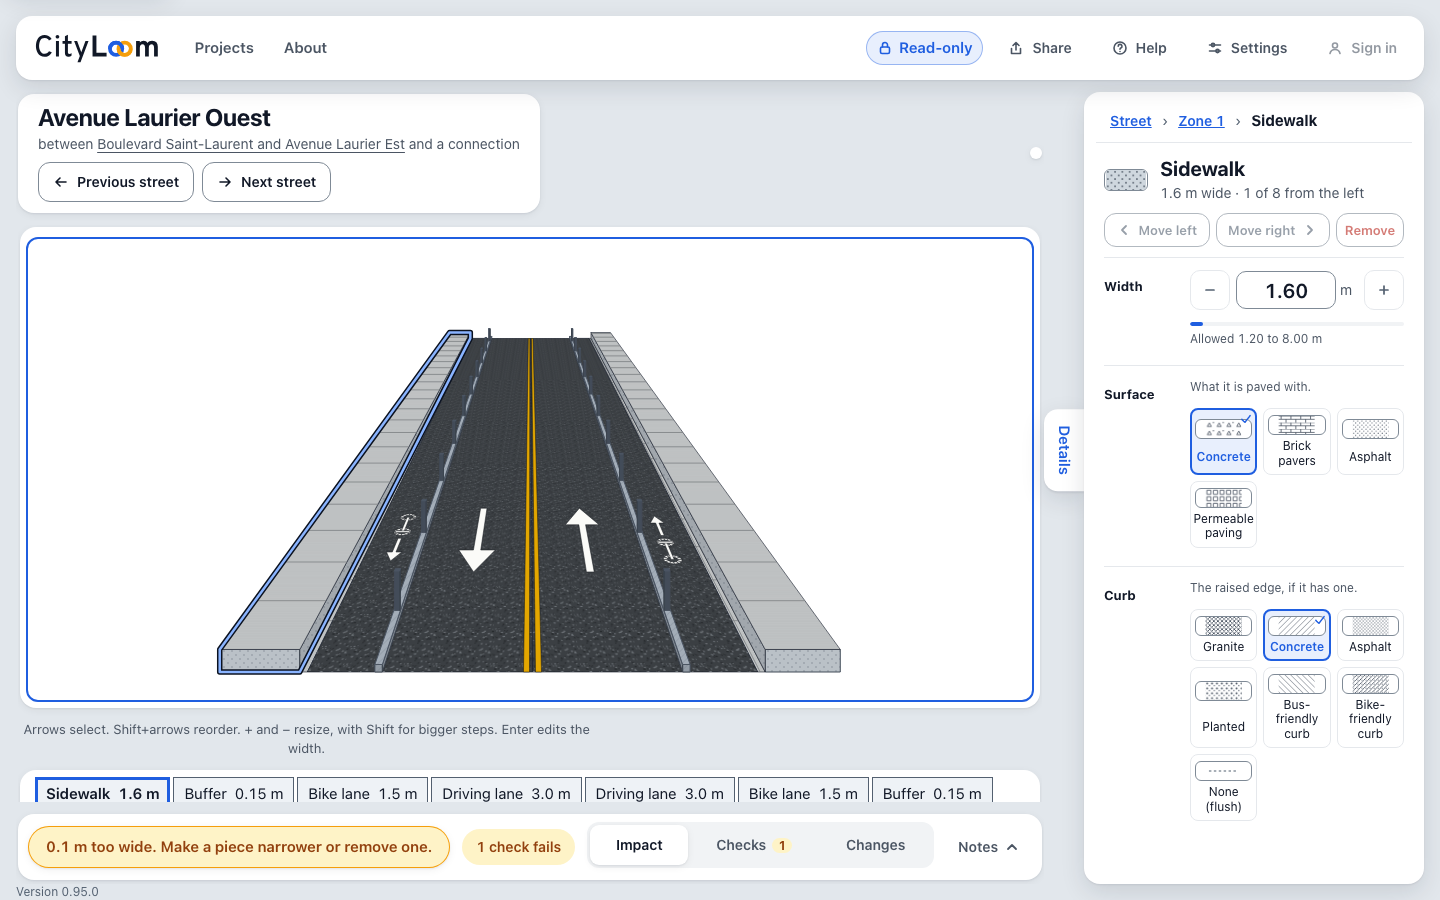 CityLoom
Projects
About
Read-only
Share
Help
Settings
Sign in
Avenue Laurier Ouest
between Boulevard Saint-Laurent and Avenue Laurier Est and a connection
← Previous street
→ Next street
Arrows select. Shift+arrows reorder. + and – resize, with Shift for bigger steps. Enter edits the
width.
Sidewalk 1.6 m
Buffer 0.15 m
Bike lane 1.5 m
Driving lane 3.0 m
Driving lane 3.0 m
Bike lane 1.5 m
Buffer 0.15 m
0.1 m too wide. Make a piece narrower or remove one.
1 check fails
Impact
Checks 1
Changes
Notes
Version 0.95.0
Details
Street › Zone 1 › Sidewalk
Sidewalk
1.6 m wide · 1 of 8 from the left
Move left
Move right
Remove
Width
− 1.60 m +
Allowed 1.20 to 8.00 m
Surface
What it is paved with.
Concrete
Brick
pavers
Asphalt
Permeable
paving
Curb
The raised edge, if it has one.
Granite
Concrete
Asphalt
Planted
Bus-
friendly
curb
Bike-
friendly
curb
None
(flush)